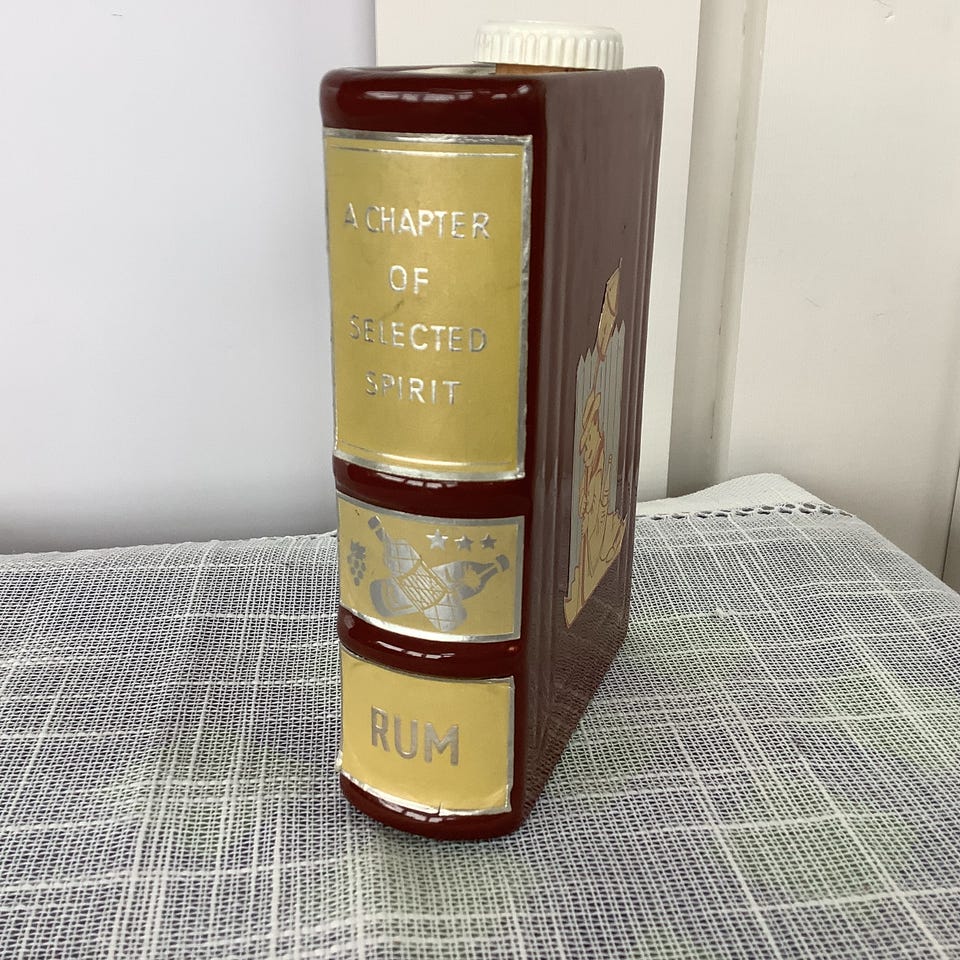 A CHAPTER
OF
SELECTED
SPIRIT
RUM